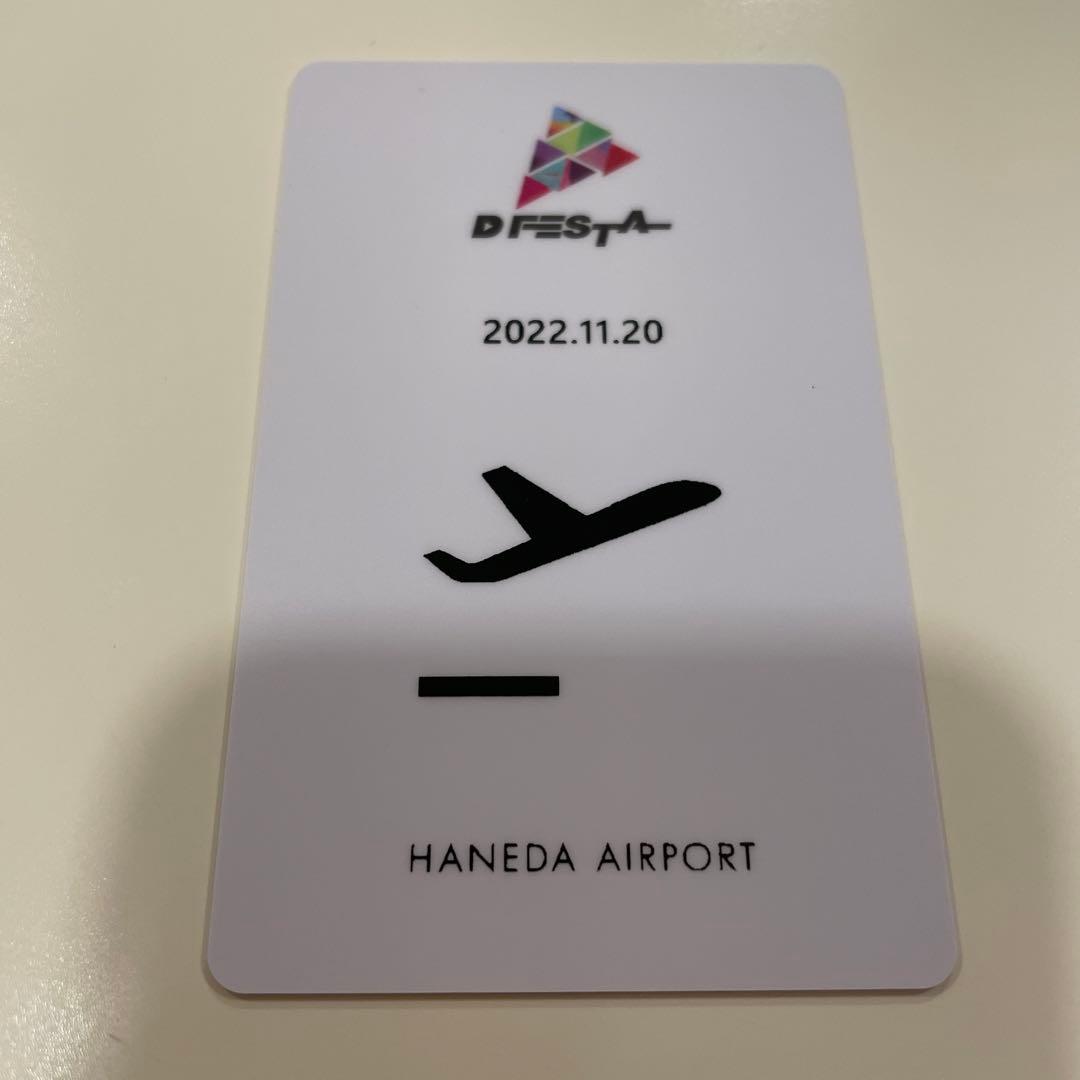 D FESTA
2022.11.20
HANEDA AIRPORT